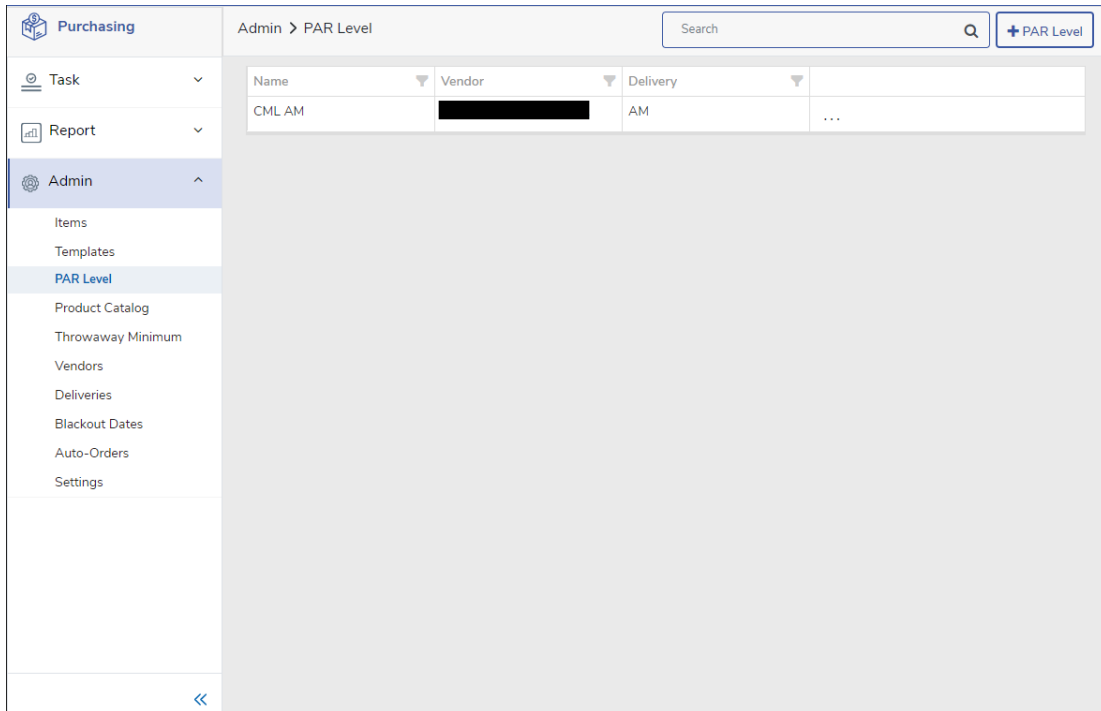 Purchasing
Admin > PAR Level
Search
+ PAR Level
Task
Report
Admin
Items
Templates
PAR Level
Product Catalog
Throwaway Minimum
Vendors
Deliveries
Blackout Dates
Auto-Orders
Settings
Name Vendor Delivery
CML AM AM ...